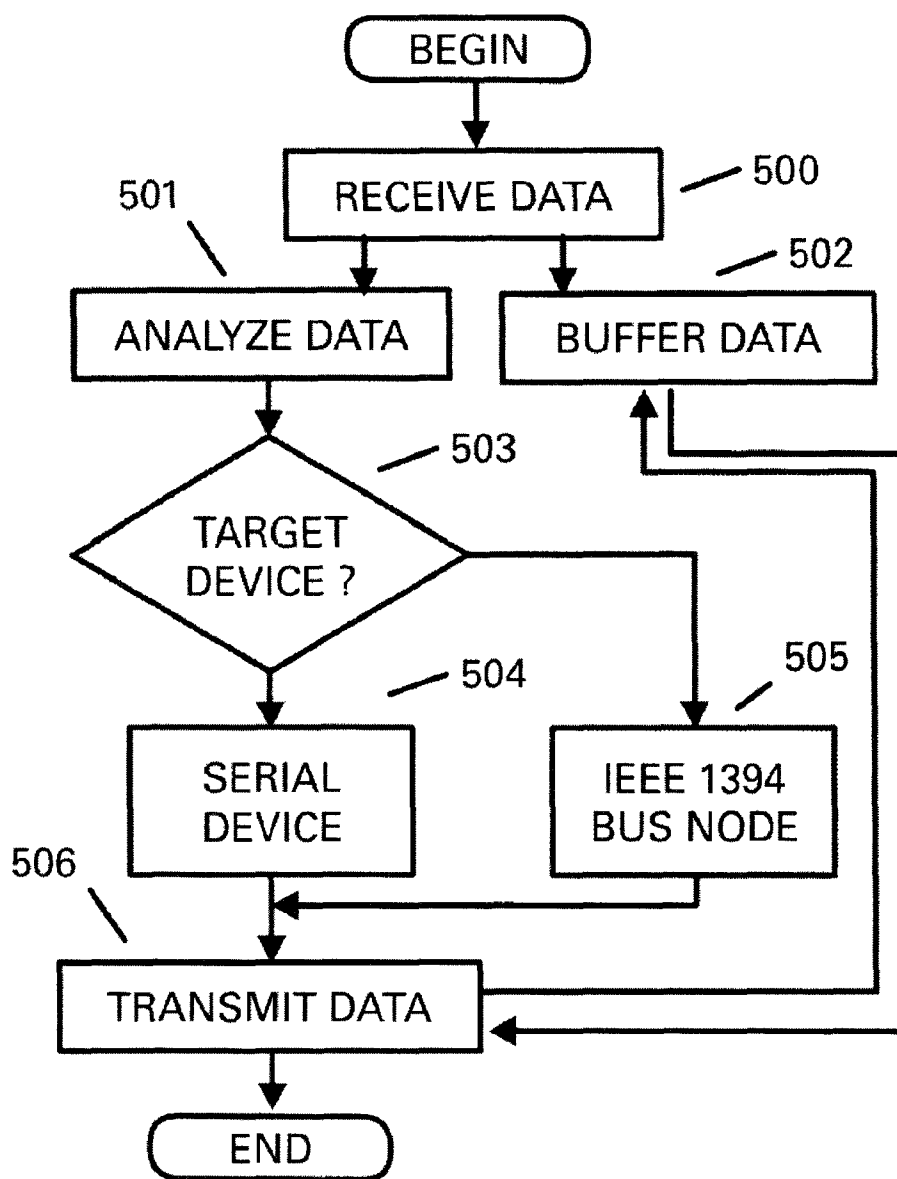 BEGIN
RECEIVE DATA
500
501
ANALYZE DATA
502
BUFFER DATA
503
TARGET
DEVICE ?
504
SERIAL
DEVICE
505
IEEE 1394
BUS NODE
506
TRANSMIT DATA
END